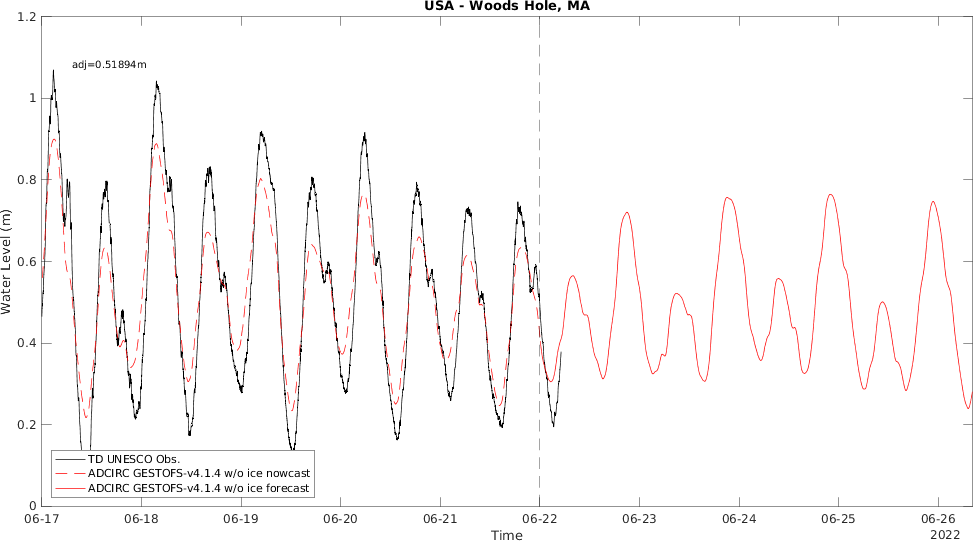 USA - Woods Hole, MA
adj=0.51894m
1.2
1
0.8
0.6
0.4
0.2
0
Water Level (m)
TD UNESCO Obs.
ADCIRC GESTOFS-v4.1.4 w/o ice nowcast
ADCIRC GESTOFS-v4.1.4 w/o ice forecast
06-17 06-18 06-19 06-20 06-21 06-22 06-23 06-24 06-25 06-26
2022
Time